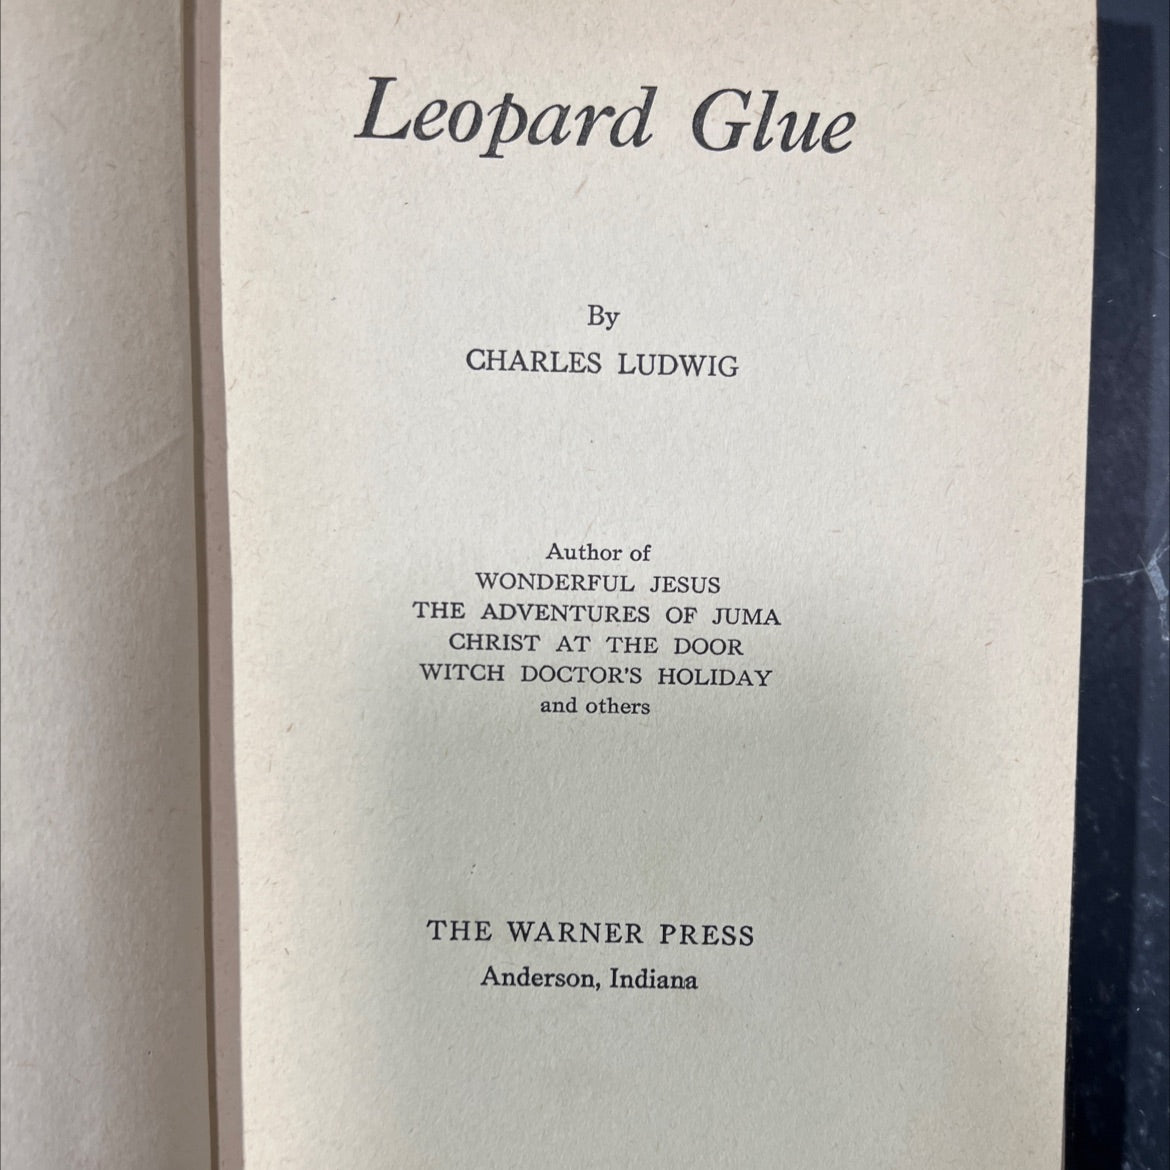 Leopard Glue
By
CHARLES LUDWIG
Author of
WONDERFUL JESUS
THE ADVENTURES OF JUMA
CHRIST AT THE DOOR
WITCH DOCTOR'S HOLIDAY
and others
THE WARNER PRESS
Anderson, Indiana